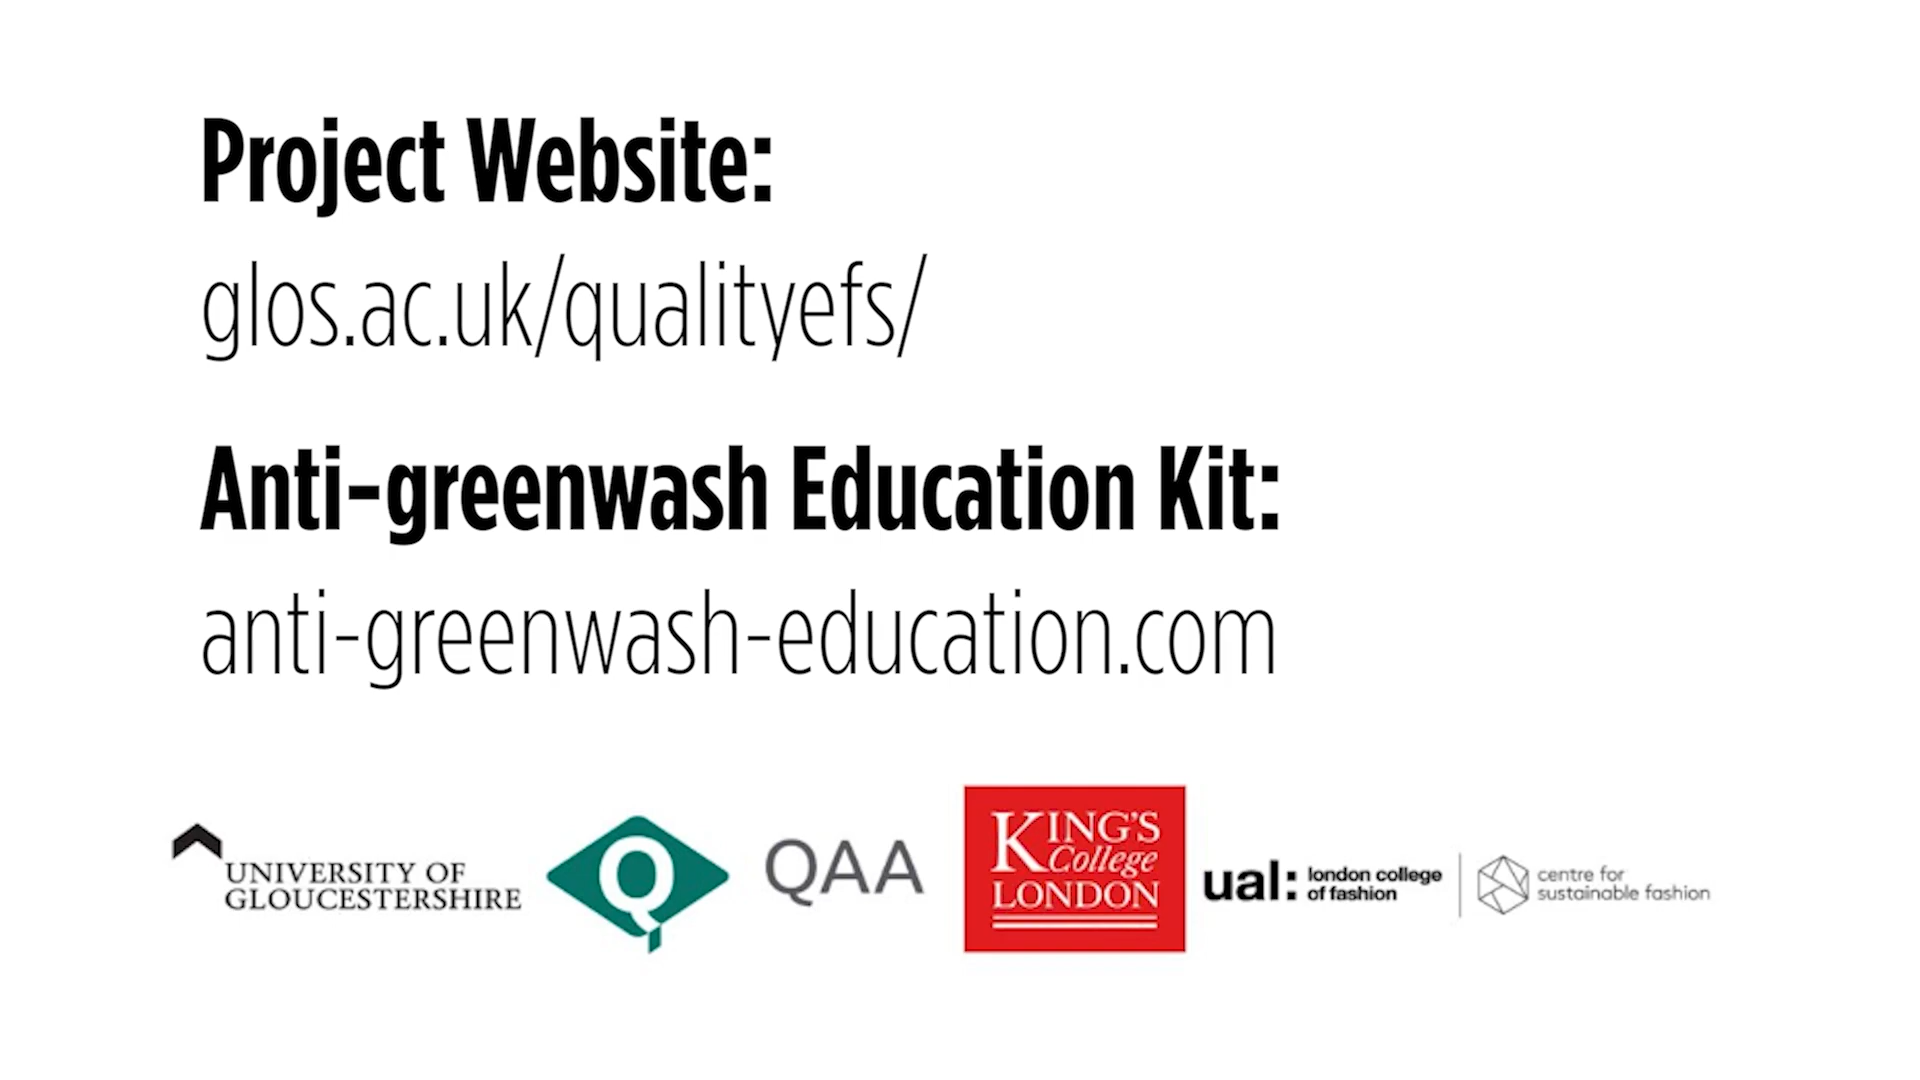 Project Website:
glos.ac.uk/qualityefs/
Anti-greenwash Education Kit:
anti-greenwash-education.com
UNIVERSITY OF
GLOUCESTERSHIRE
Q
QAA
KING'S
College
LONDON
ual: london college
of fashion
centre for
sustainable fashion